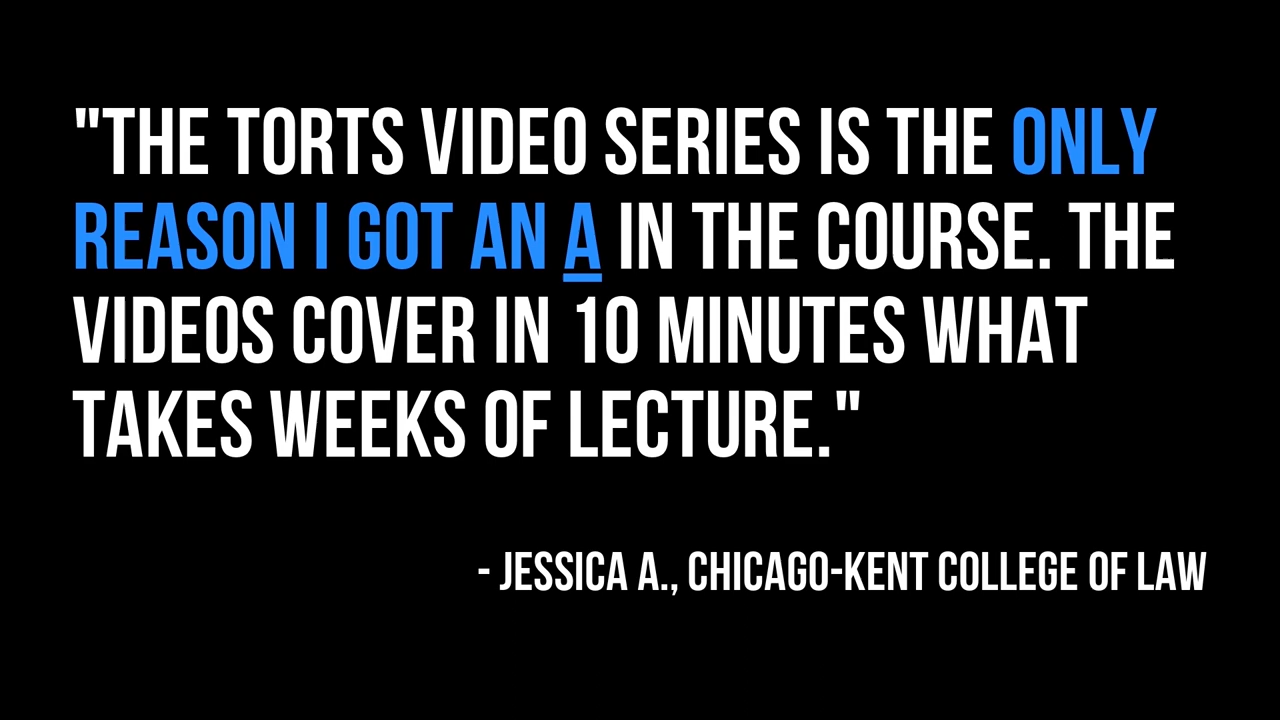 "THE TORTS VIDEO SERIES IS THE ONLY
REASON I GOT AN A IN THE COURSE. THE
VIDEOS COVER IN 10 MINUTES WHAT
TAKES WEEKS OF LECTURE."
- JESSICA A., CHICAGO-KENT COLLEGE OF LAW